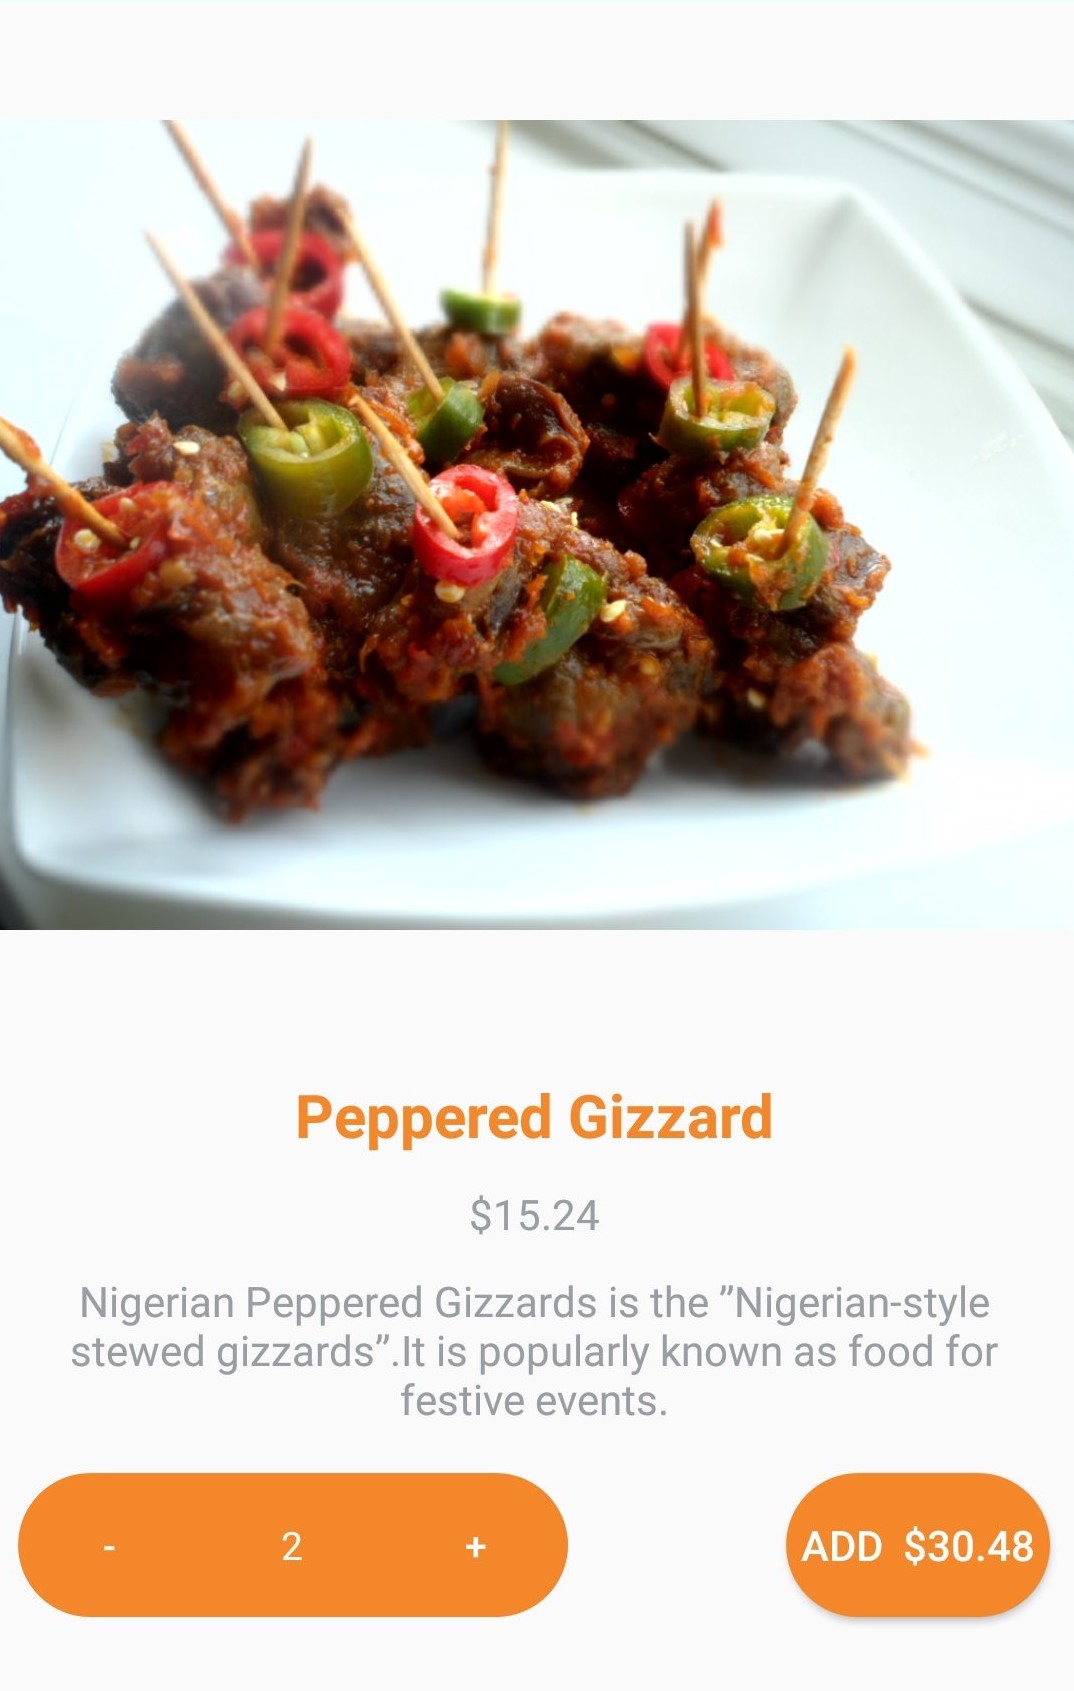 Peppered Gizzard
$15.24
Nigerian Peppered Gizzards is the ”Nigerian-style
stewed gizzards”.It is popularly known as food for
festive events.
- 2 +
ADD $30.48